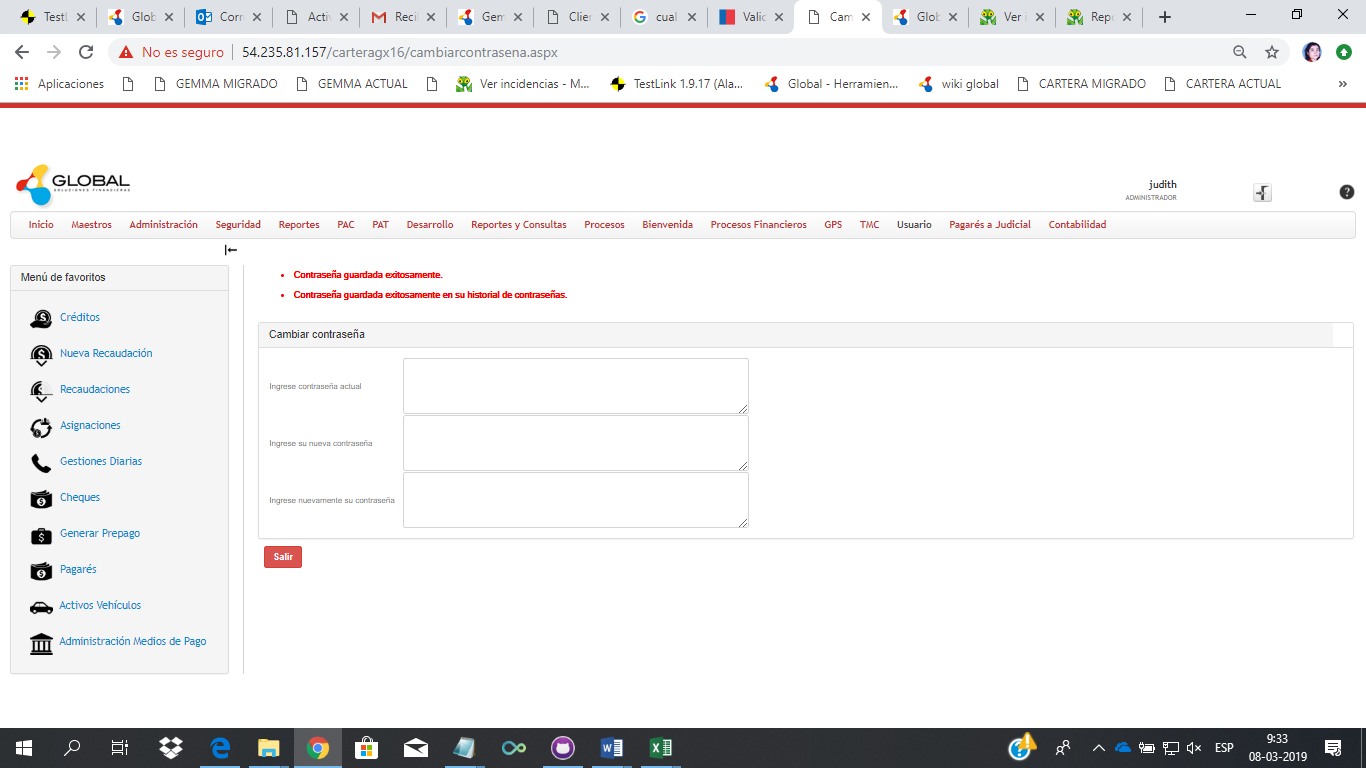 TestL
Glob
Corr
Activ
Recil
Gem
Clien
cual
Valid
Cam
Glob
Ver i
Repo
No es seguro
54.235.81.157/carteragx16/cambiarcontrasena.aspx
Aplicaciones
GEMMA MIGRADO
GEMMA ACTUAL
Ver incidencias - M...
TestLink 1.9.17 (Ala...
Global - Herramien...
wiki global
CARTERA MIGRADO
CARTERA ACTUAL
GLOBAL
SOLUCIONES FINANCIERAS
judith
ADMINISTRADOR
Inicio Maestros Administración Seguridad Reportes PAC PAT Desarrollo Reportes y Consultas Procesos Bienvenida Procesos Financieros GPS TMC Usuario Pagarés a Judicial Contabilidad
Menú de favoritos
Créditos
Nueva Recaudación
Recaudaciones
Asignaciones
Gestiones Diarias
Cheques
Generar Prepago
Pagarés
Activos Vehículos
Administración Medios de Pago
Contraseña guardada exitosamente.
Contraseña guardada exitosamente en su historial de contraseñas.
Cambiar contraseña
Ingrese contraseña actual
Ingrese su nueva contraseña
Ingrese nuevamente su contraseña
Salir
ESP
9:33
08-03-2019